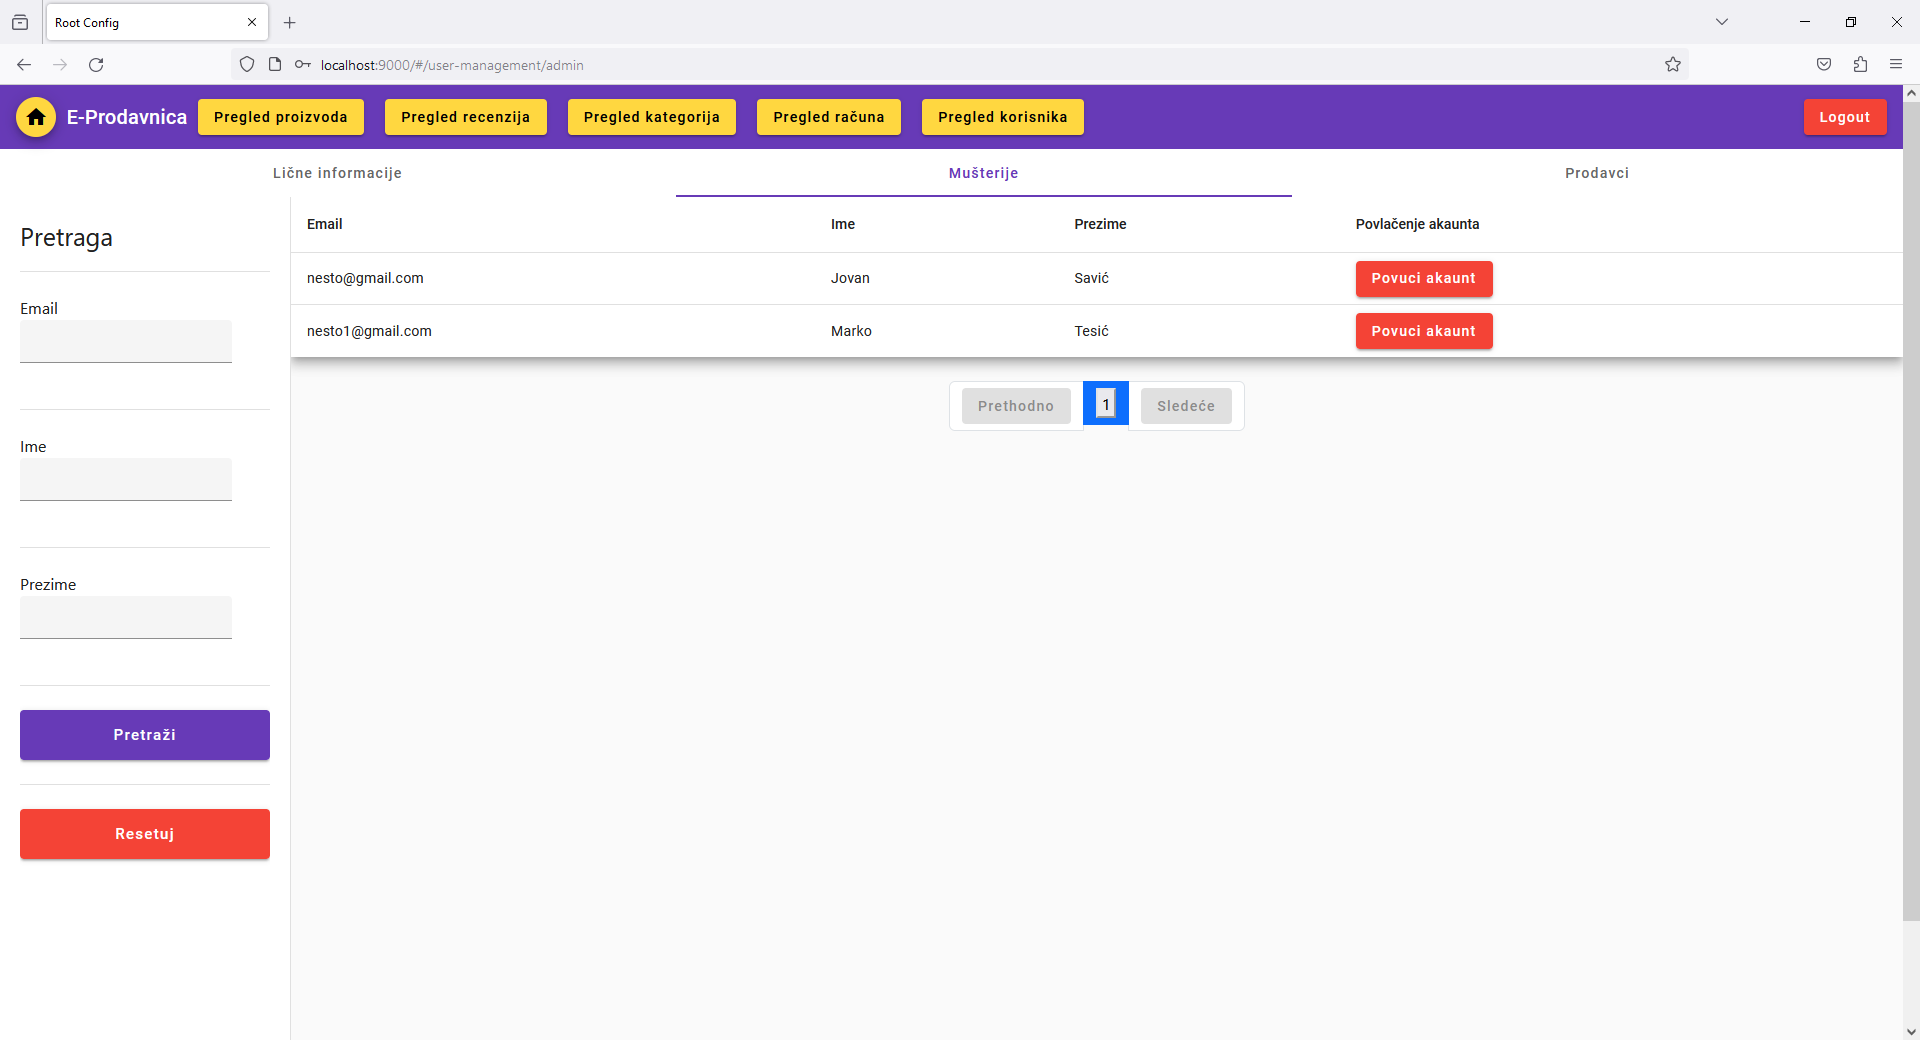 Root Config
localhost:9000/#/user-management/admin
E-Prodavnica Pregled proizvoda Pregled recenzija Pregled kategorija Pregled računa Pregled korisnika Logout
Lične informacije Mušterije Prodavci
Pretraga
Email
Ime
Prezime
Pretraži
Resetuj
Email Ime Prezime Povlačenje akaunta
nesto@gmail.com Jovan Savić Povuci akaunt
nesto1@gmail.com Marko Tesić Povuci akaunt
Prethodno 1 Sledeće